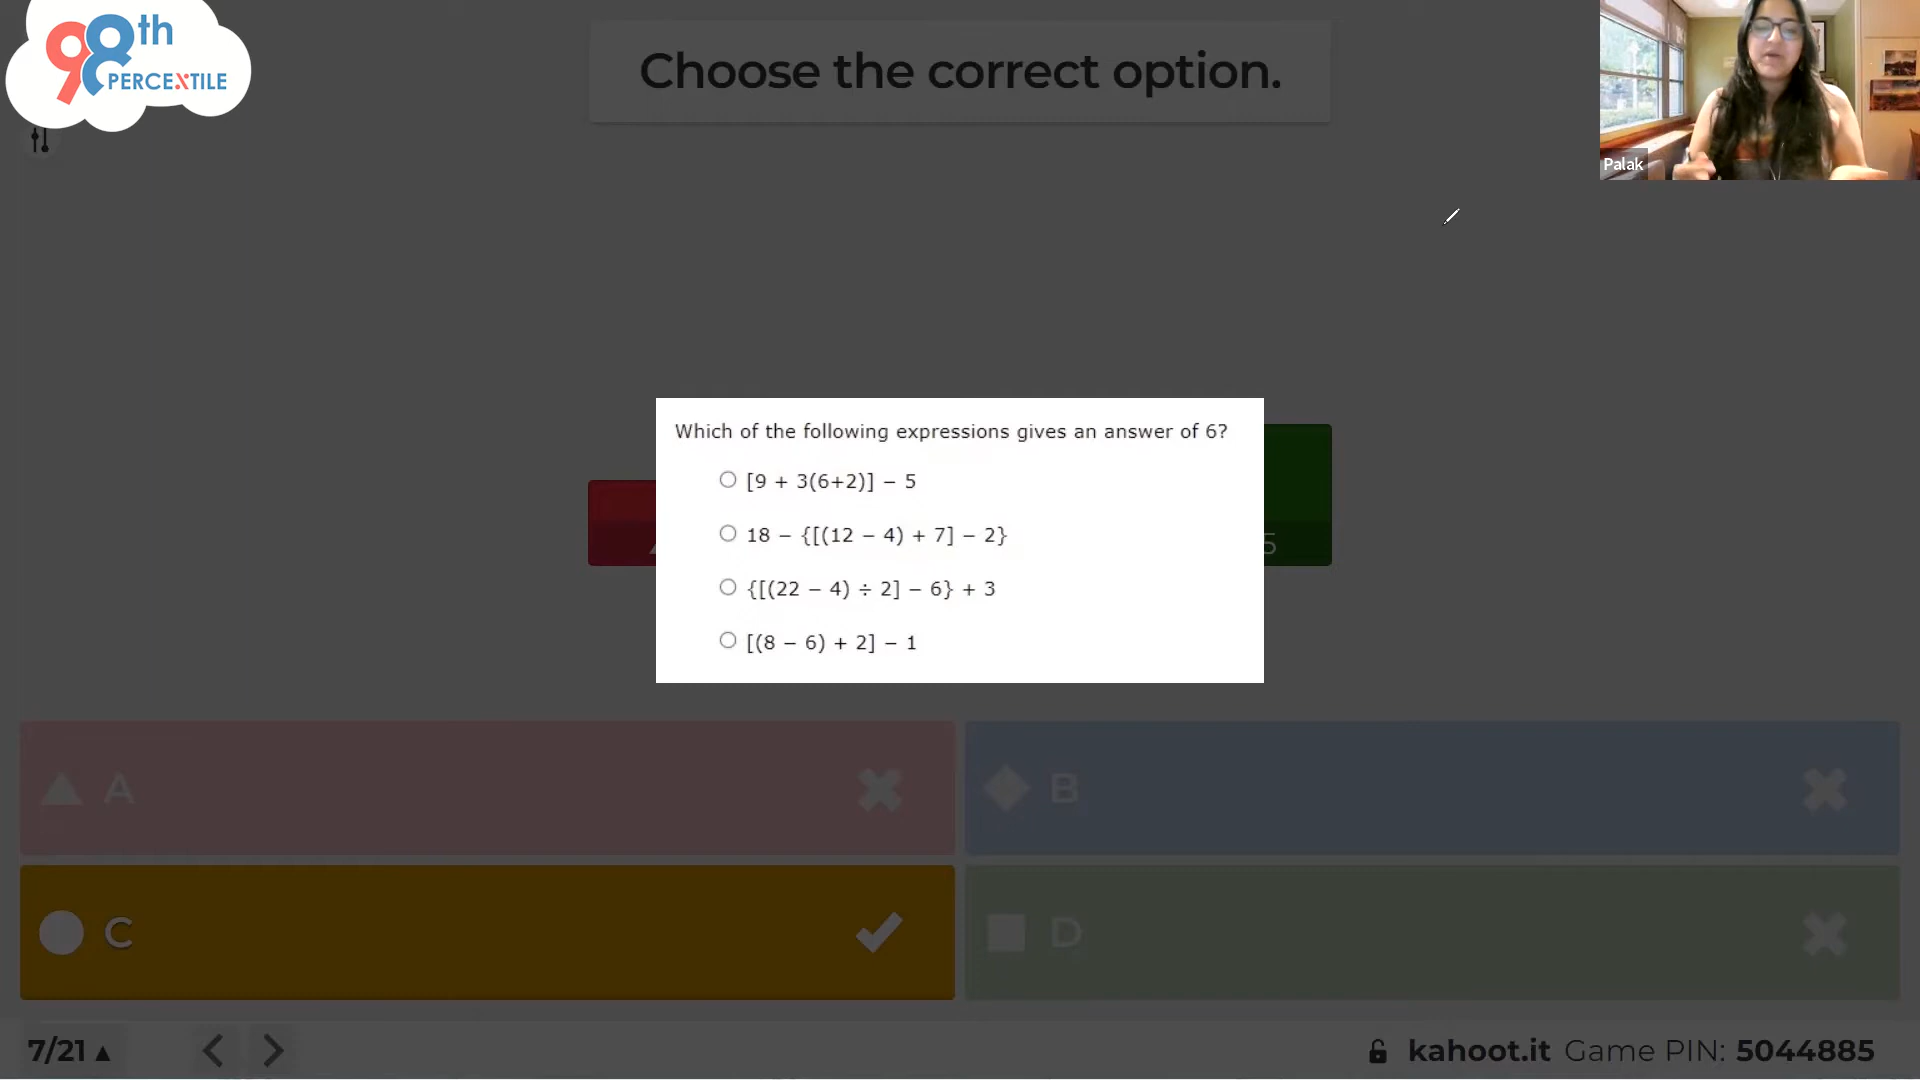 98th
PERCEXTILE
Choose the correct option.
Palak
Which of the following expressions gives an answer of 6?
[9 + 3(6+2)] − 5
18 − {[(12 − 4) + 7] − 2}
{[(22 − 4) ÷ 2] − 6} + 3
[(8 − 6) + 2] − 1
5
A
B
C
D
7/21
kahoot.it Game PIN: 5044885